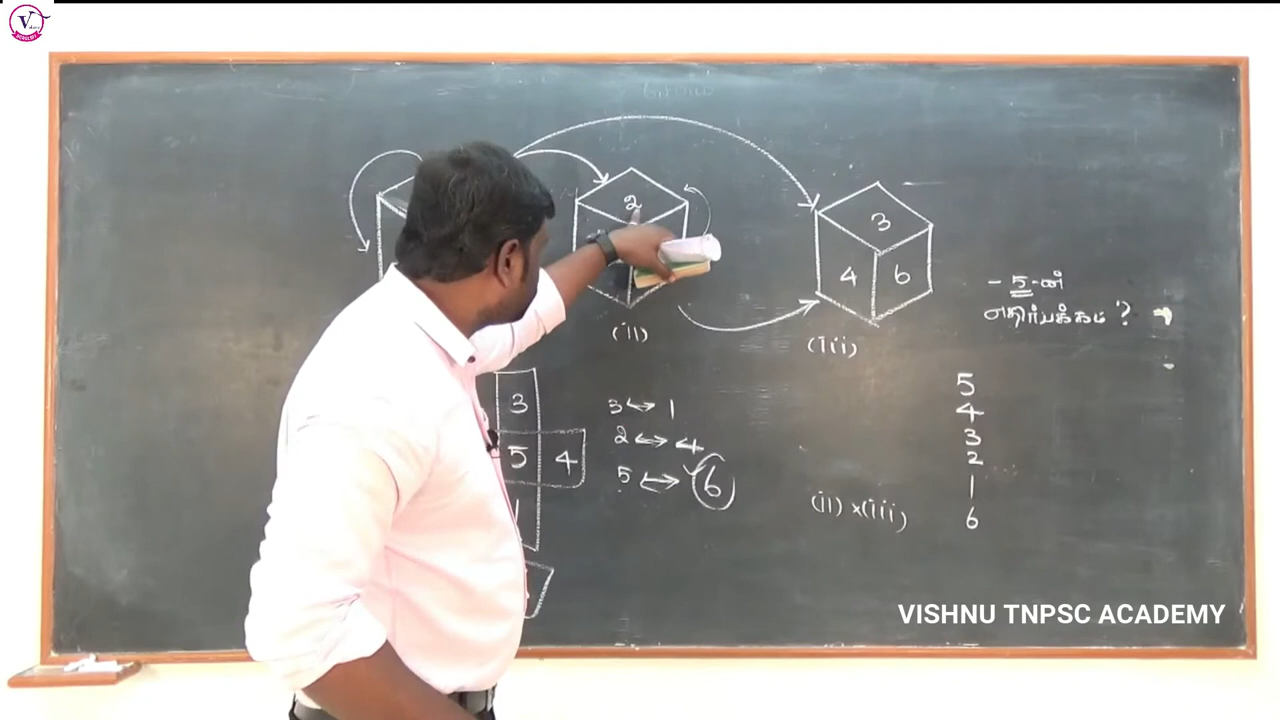 2
3
4 6
(ii)
(iii)
- 5-ன்
எதிர்பக்கம் ?
3
5 4
1
3 ↔ 1
2 ↔ 4
5 ↔ 6
5
4
3
2
1
6
(ii) x (iii)
VISHNU TNPSC ACADEMY